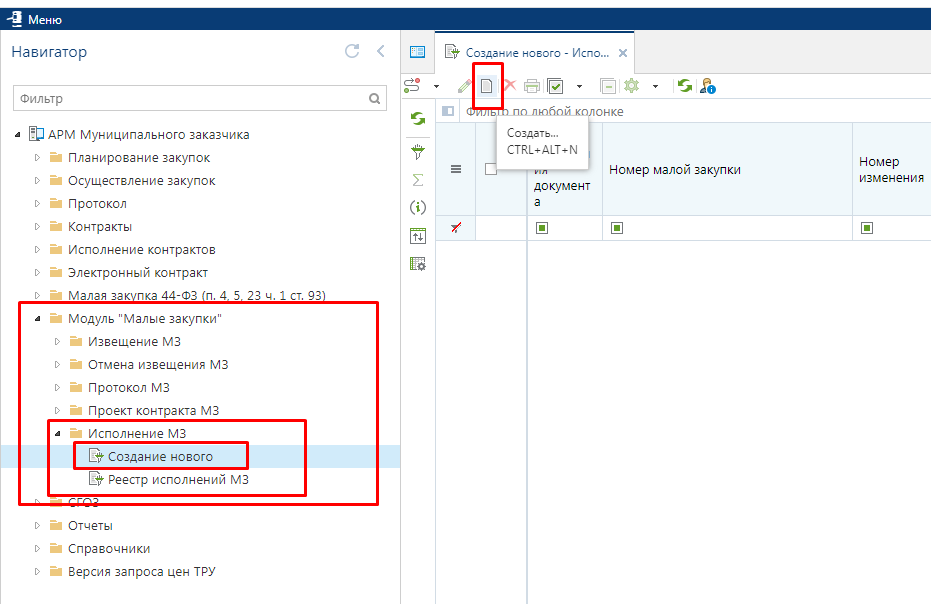 Меню
Навигатор
Фильтр
АРМ Муниципального заказчика
Планирование закупок
Осуществление закупок
Протокол
Контракты
Исполнение контрактов
Электронный контракт
Малая закупка 44-ФЗ (п. 4, 5, 23 ч. 1 ст. 93)
Модуль "Малые закупки"
Извещение МЗ
Отмена извещения МЗ
Протокол МЗ
Проект контракта МЗ
Исполнение МЗ
Создание нового
Реестр исполнений МЗ
СГОЗ
Отчеты
Справочники
Версия запроса цен ТРУ
Создание нового - Испо...
Фильтр по любой колонке
Создать...
CTRL+ALT+N
ия
документ
а
Номер малой закупки
Номер
изменения